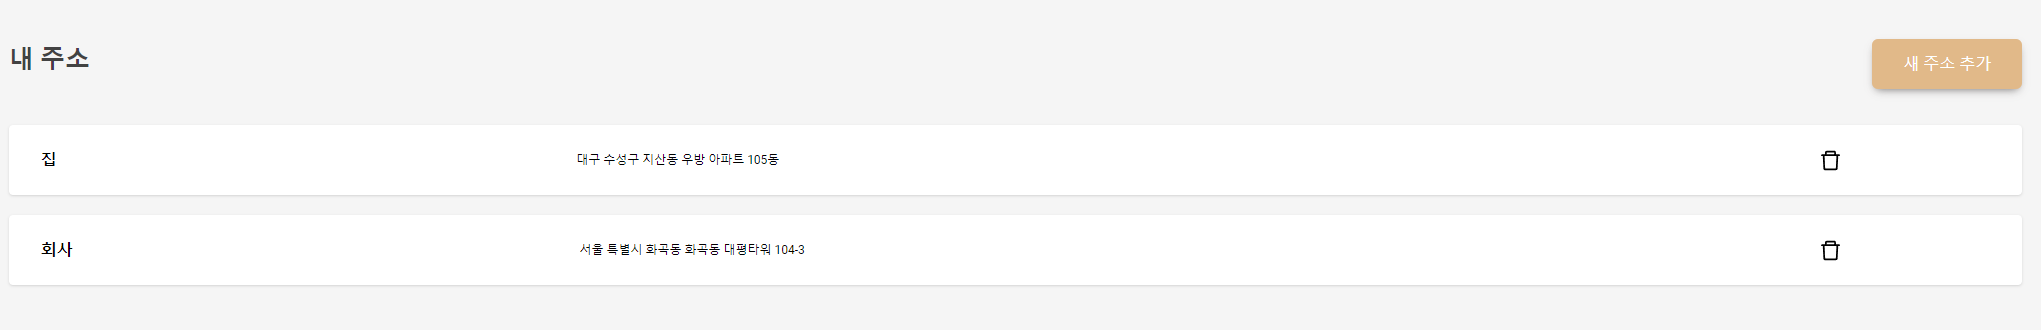 내 주소
새 주소 추가
집
대구 수성구 지산동 우방 아파트 105동
회사
서울 특별시 화곡동 화곡동 대평타워 104-3